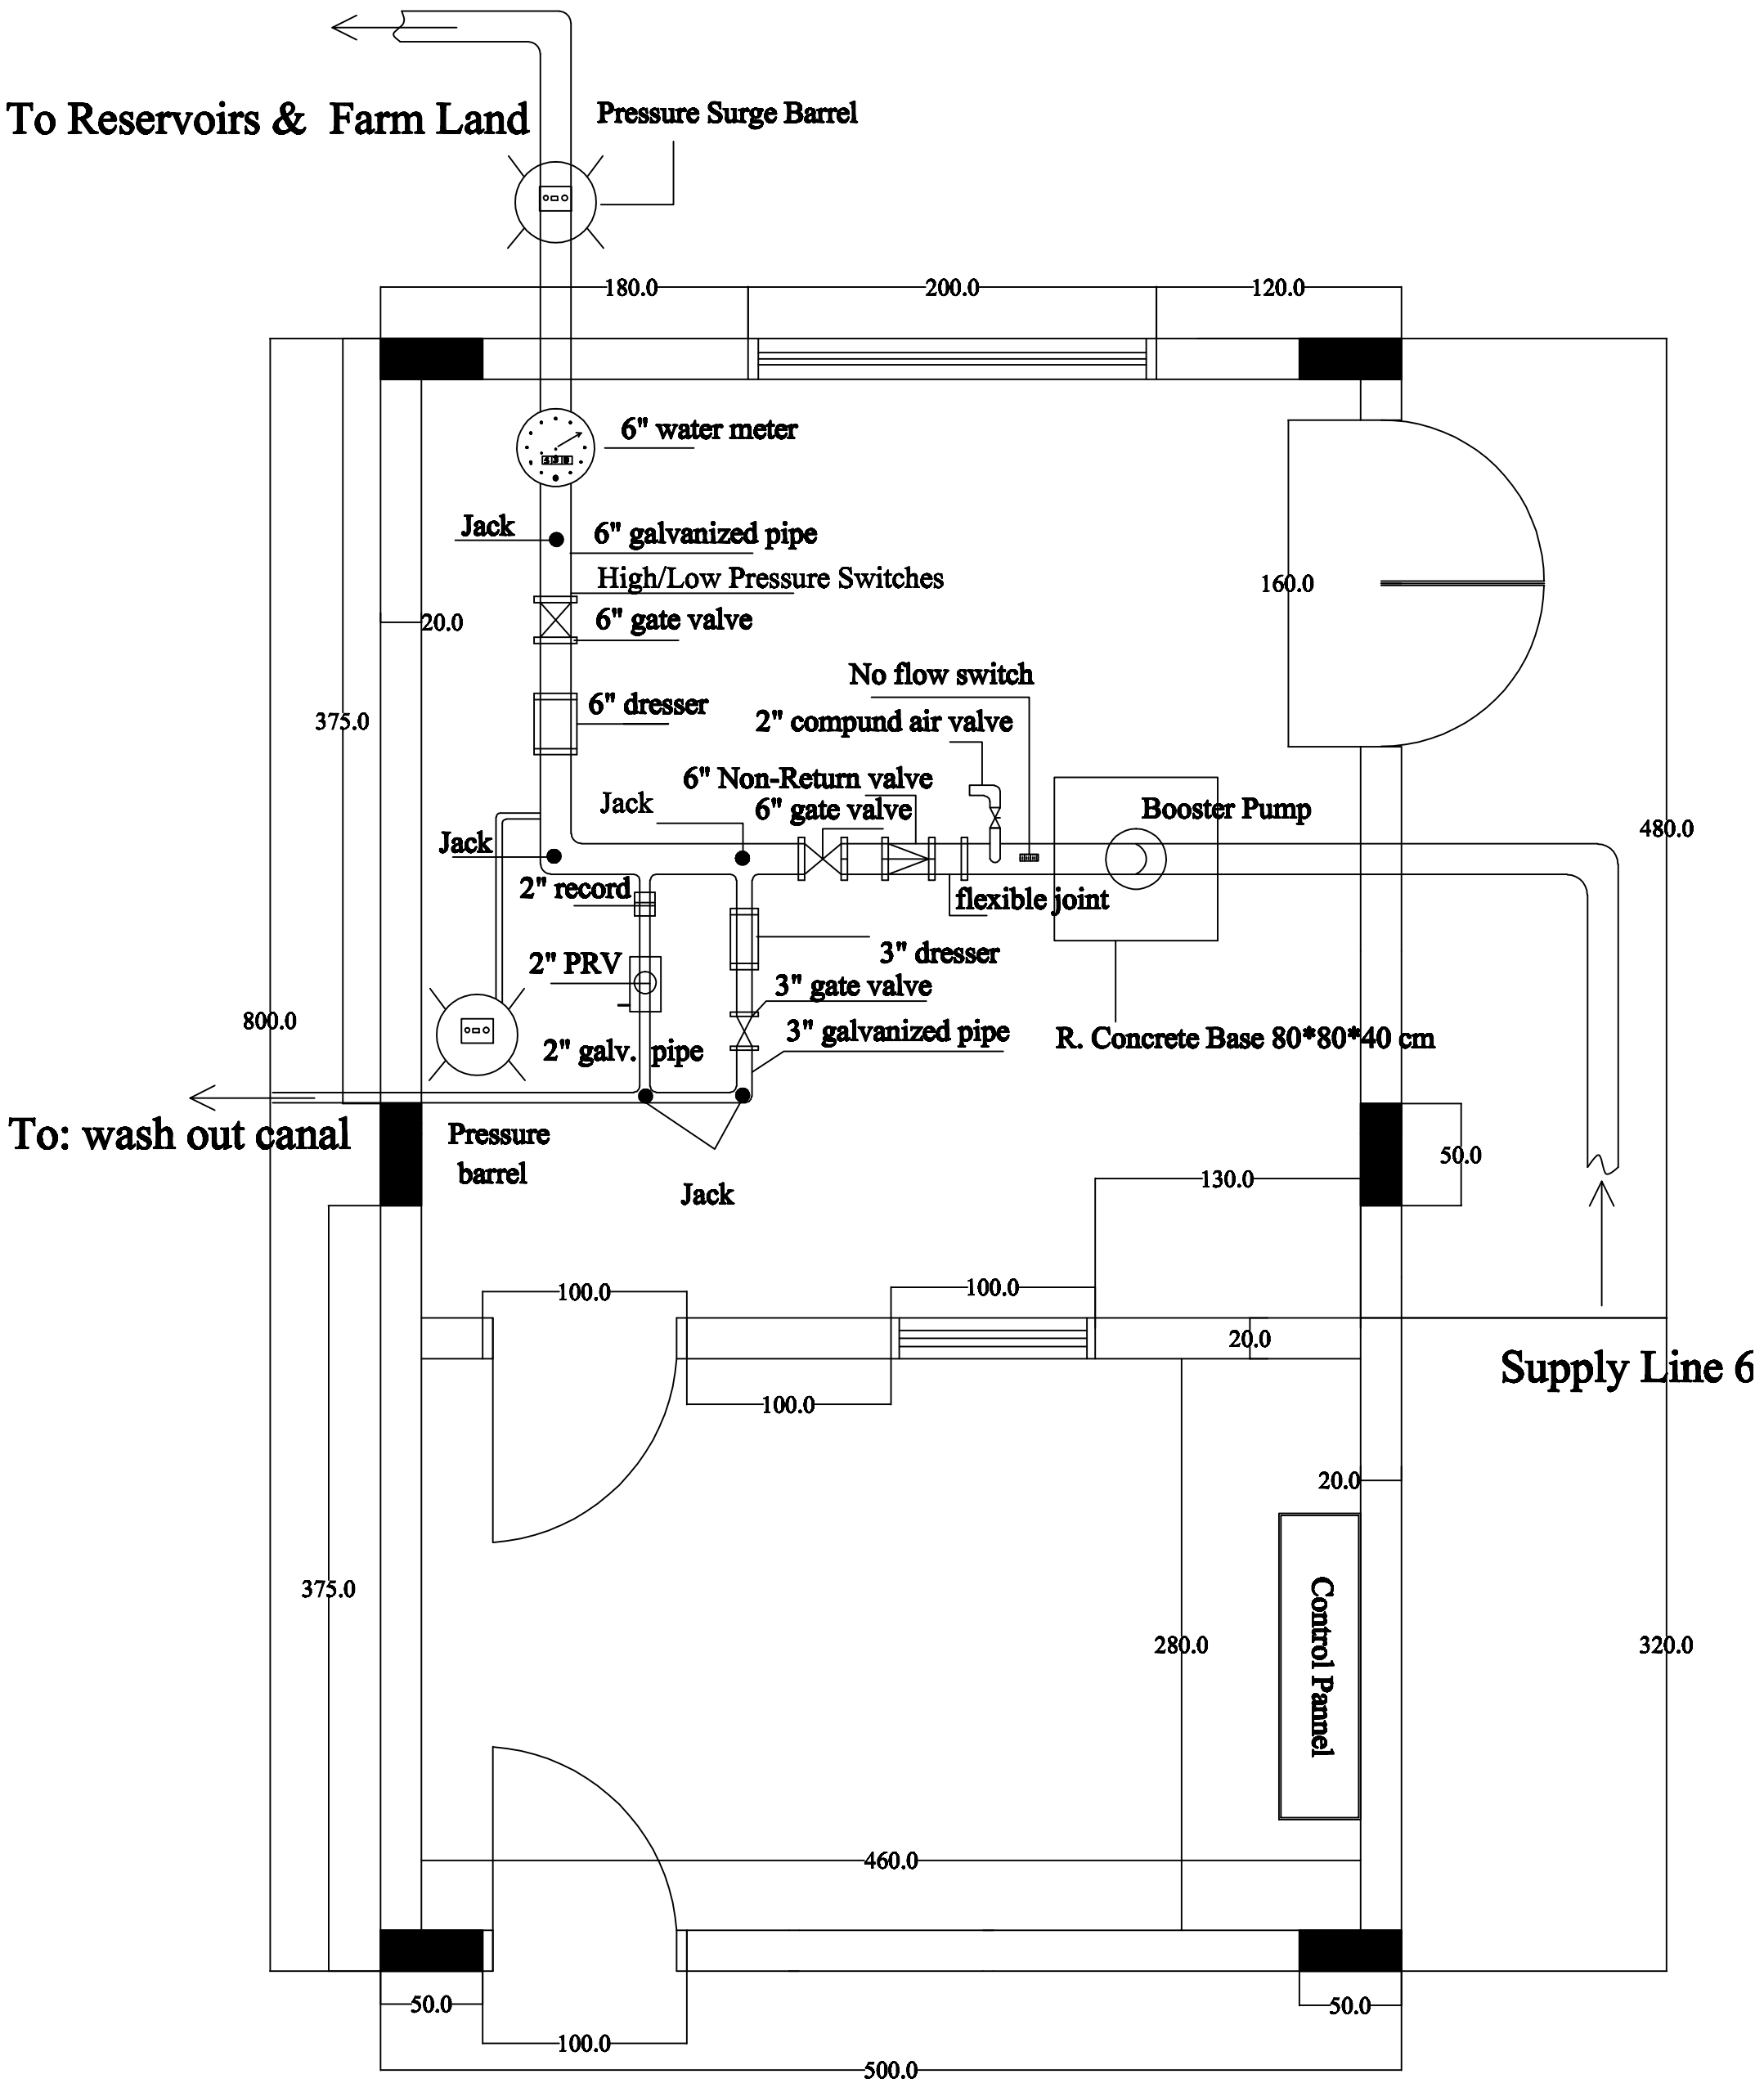 To Reservoirs & Farm Land
Pressure Surge Barrel
180.0
200.0
120.0
6" water meter
Jack
6" galvanized pipe
High/Low Pressure Switches
160.0
20.0
6" gate valve
No flow switch
6" dresser
375.0
2" compund air valve
6" Non-Return valve
Jack
6" gate valve
Booster Pump
480.0
Jack
2" record
flexible joint
3" dresser
2" PRV
3" gate valve
800.0
3" galvanized pipe
R. Concrete Base 80*80*40 cm
2" galv. pipe
To: wash out canal
Pressure
barrel
50.0
130.0
Jack
100.0
100.0
20.0
Supply Line 6
100.0
20.0
375.0
Control Pannel
280.0
320.0
460.0
50.0
50.0
100.0
500.0